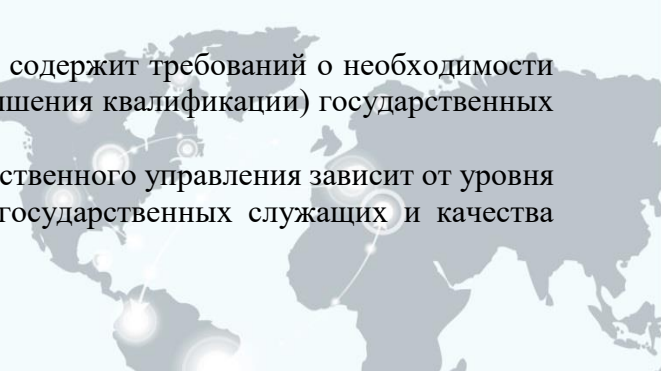 содержит требований о необходимости
шения квалификации) государственных
ственного управления зависит от уровня
государственных служащих и качества